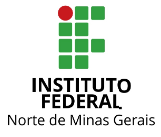 INSTITUTO
FEDERAL
Norte de Minas Gerais